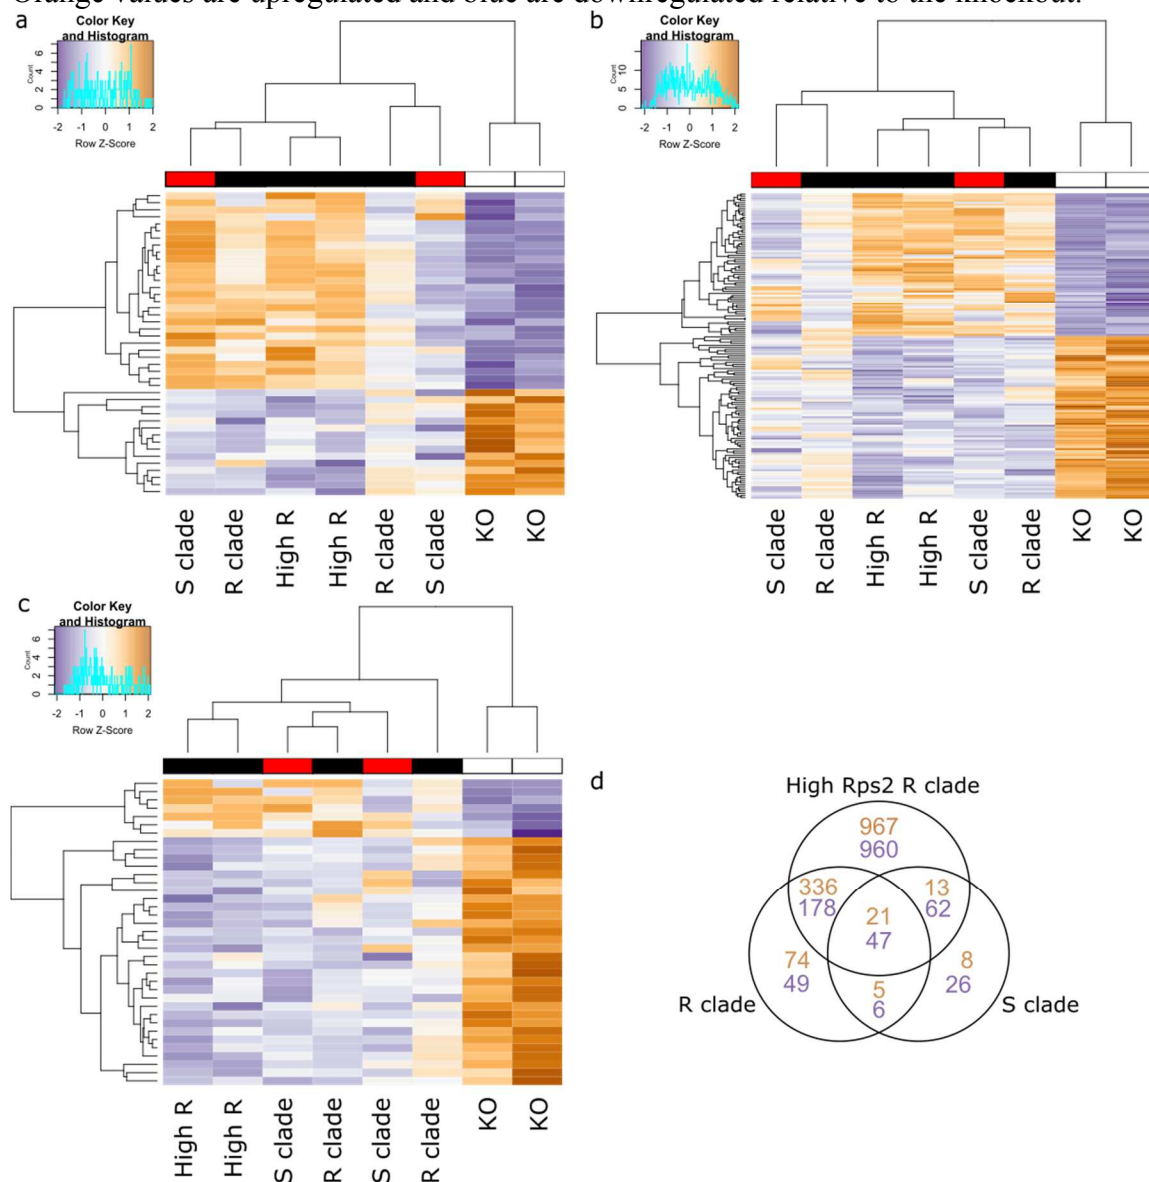 Orange values are upregulated and blue are downregulated relative to the knockout.
a
Color Key
and Histogram
Count
0 2 4 6
-2 -1 0 1 2
Row Z-Score
S clade
R clade
High R
High R
R clade
S clade
KO
KO
b
Color Key
and Histogram
Count
0 5 10
-2 -1 0 1 2
Row Z-Score
S clade
R clade
High R
High R
S clade
R clade
KO
KO
c
Color Key
and Histogram
Count
0 2 4 6
-2 -1 0 1 2
Row Z-Score
High R
High R
S clade
R clade
S clade
R clade
KO
KO
d
High Rps2 R clade
967
960
336
178
13
62
21
47
74
49
5
6
8
26
R clade
S clade